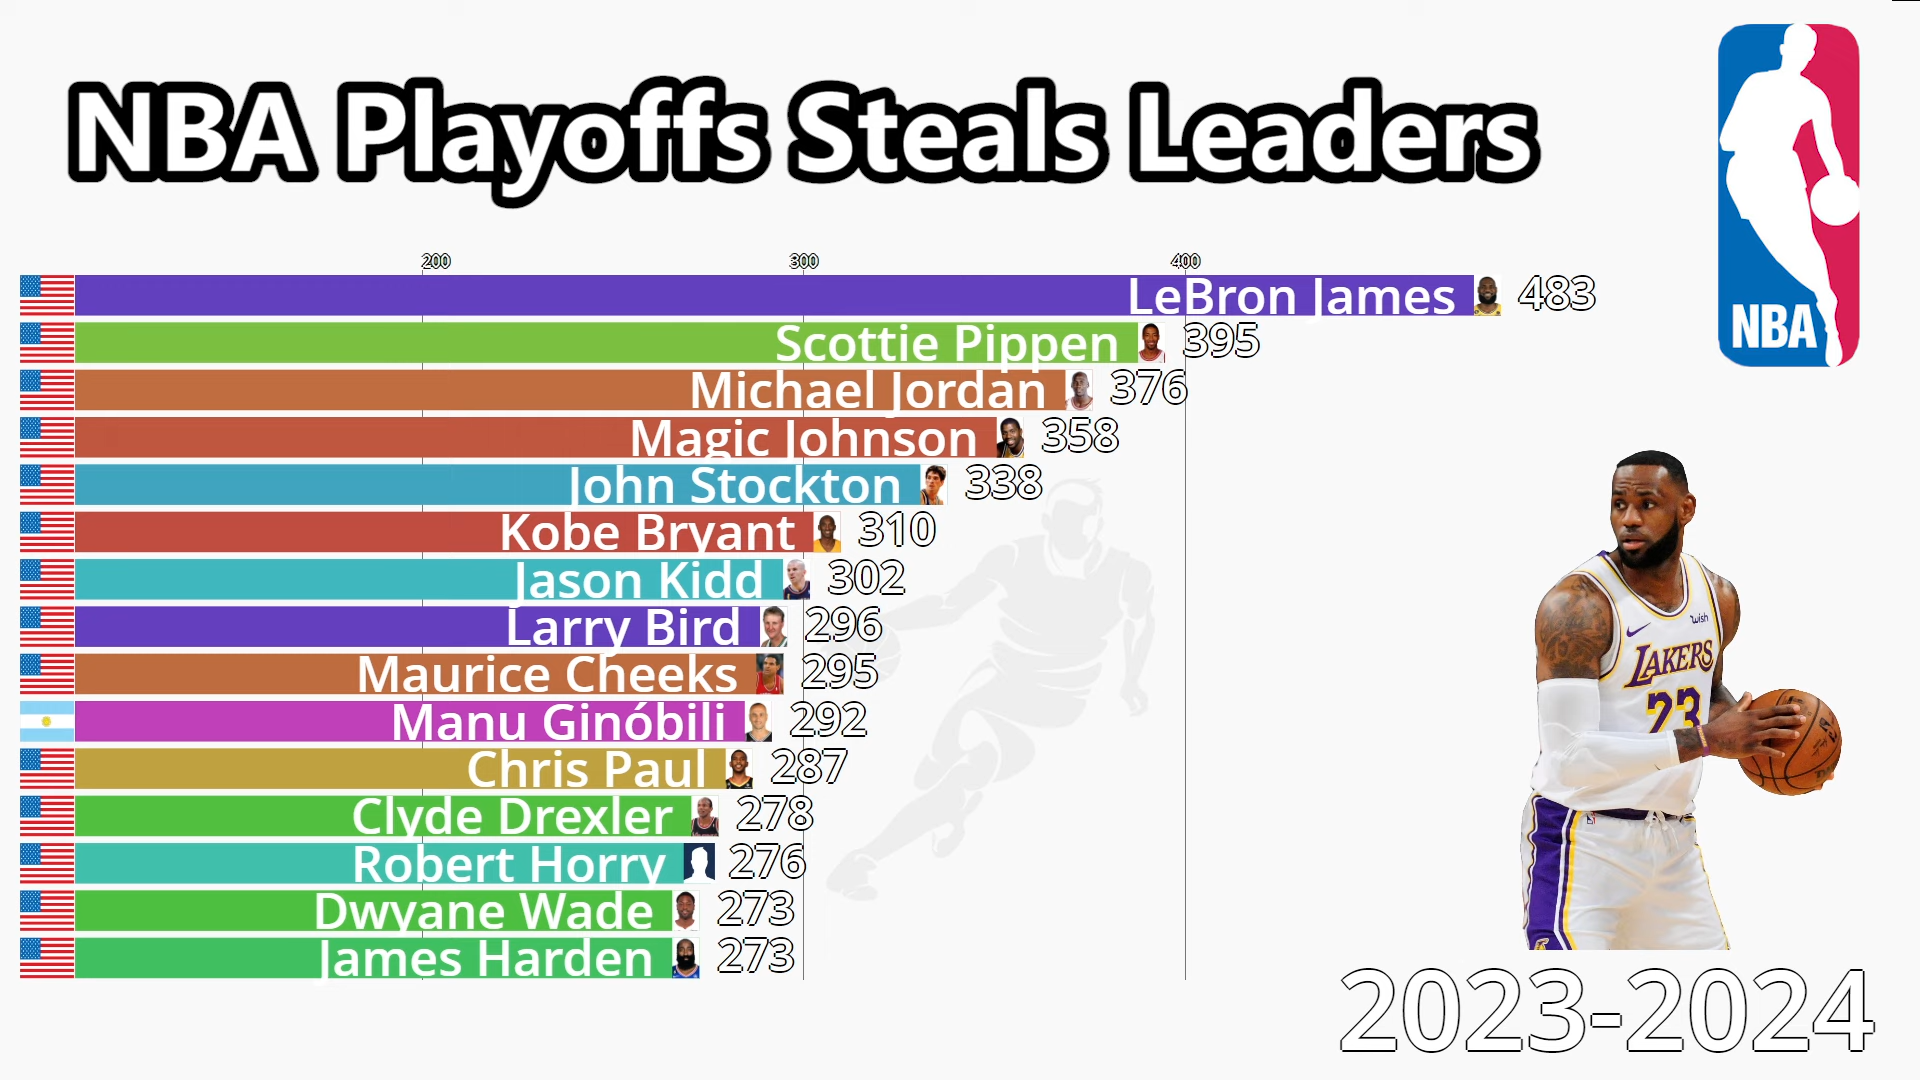 NBA Playoffs Steals Leaders
NBA
200 300 400
LeBron James 483
Scottie Pippen 395
Michael Jordan 376
Magic Johnson 358
John Stockton 338
Kobe Bryant 310
Jason Kidd 302
Larry Bird 296
Maurice Cheeks 295
Manu Ginóbili 292
Chris Paul 287
Clyde Drexler 278
Robert Horry 276
Dwyane Wade 273
James Harden 273
wish
LAKERS
23
2023-2024